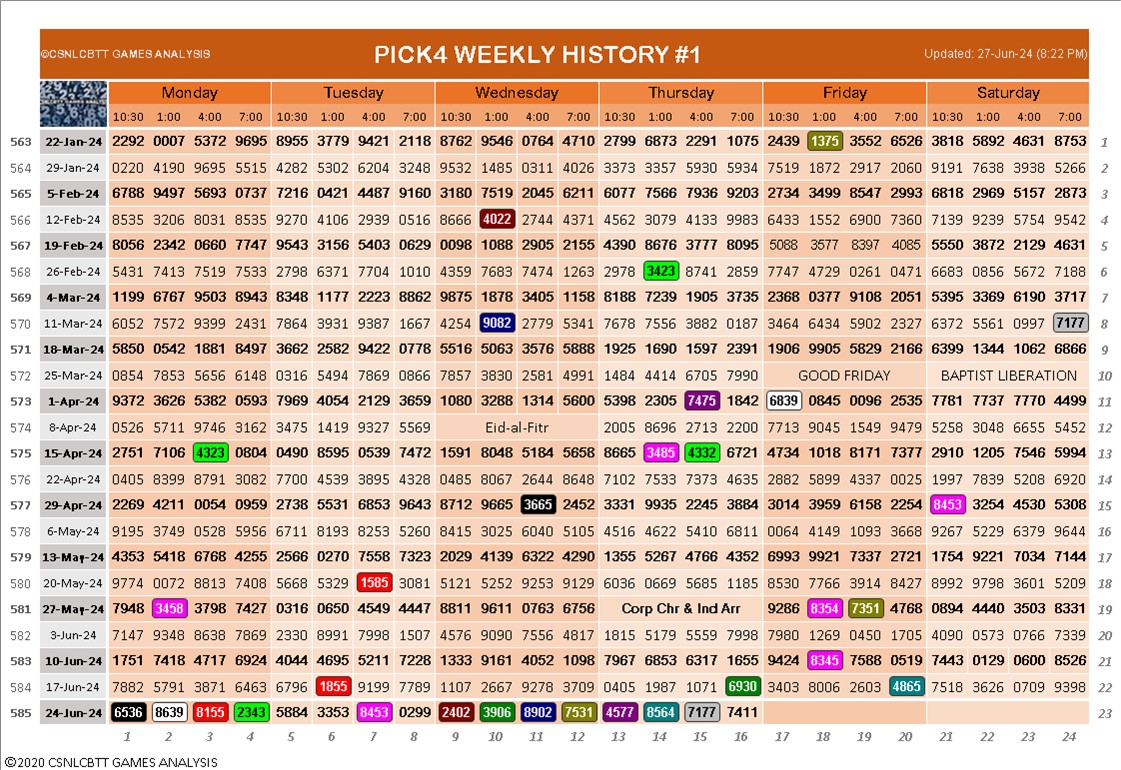 ©CSNLCBTT GAMES ANALYSIS PICK4 WEEKLY HISTORY #1 Updated: 27-Jun-24 (8:22 PM)
Monday Tuesday Wednesday Thursday Friday Saturday
10:30 1:00 4:00 7:00 10:30 1:00 4:00 8:00 10:30 1:00 4:00 7:00 10:30 1:00 4:00 7:00 10:30 1:00 4:00 7:00 10:30 1:00 4:00 7:00
563 22-Jan-24 2292 0007 5372 9695 8955 3779 9421 2118 8762 9546 0764 4710 2799 6873 2291 1075 2439 1375 3552 6526 3818 5892 4631 8753 1
564 29-Jan-24 0220 4190 9695 5515 4282 5302 6204 3248 9532 1485 0311 4026 3373 3357 5930 5934 7519 1872 2917 2060 9191 7638 3938 5266 2
565 5-Feb-24 6788 9497 5693 0737 7216 0421 4487 9160 3180 7519 2045 6211 6077 7566 7936 9203 2734 3499 8547 2993 6818 2969 5157 2873 3
566 12-Feb-24 8535 3206 8031 8535 9270 4106 2939 0516 8666 4022 2744 4371 4562 3079 4133 9983 6433 1552 6900 7360 7139 9239 5754 9542 4
567 19-Feb-24 8056 2342 0660 7747 9543 3156 5403 0629 0098 1088 2905 2155 4390 8676 3777 8095 5088 3577 8397 4085 5550 3872 2129 4631 5
568 26-Feb-24 5431 7413 7519 7533 2798 6371 7704 1010 4359 7683 7474 1263 2978 3423 8741 2859 7747 4729 0261 0471 6683 0856 5672 7188 6
569 4-Mar-24 1199 6767 9503 8943 8348 1177 2223 8862 9875 1878 3405 1158 8188 7239 1905 3735 2368 0377 9108 2051 5395 3369 6190 3717 7
570 11-Mar-24 6052 7572 9399 2431 7864 3931 9387 1667 4254 9082 2779 5341 7678 7556 3882 0187 3464 6434 5902 2327 6372 5561 0997 7177 8
571 18-Mar-24 5850 0542 1881 8497 3662 2582 9422 0778 5516 5063 3576 5888 1925 1690 1597 2391 1906 9905 5829 2166 6399 1344 1062 6866 9
572 25-Mar-24 0854 7853 5656 6148 0316 5494 7869 0866 7857 3830 2581 4991 1484 4414 6705 7990 GOOD FRIDAY BAPTIST LIBERATION 10
573 1-Apr-24 9372 3626 5382 0593 7969 4054 2129 3659 1080 3288 1314 5600 5398 2305 7475 1842 6839 0845 0096 2535 7781 7737 7770 4499 11
574 8-Apr-24 0526 5711 9746 3162 3475 1419 9327 5569 Eid-al-Fitr 2005 8696 2713 2200 7713 9045 1549 9479 5258 3048 6655 5452 12
575 15-Apr-24 2751 7106 4323 0804 0490 8595 0539 7472 1591 8048 5184 5658 8665 3485 4332 6721 4734 1018 8171 7377 2910 1205 7546 5994 13
576 22-Apr-24 0405 8399 8791 3082 7700 4539 3895 4328 0485 8067 2644 8648 7102 7533 7373 4635 2882 5899 4337 0025 1997 7839 5208 6920 14
577 29-Apr-24 2269 4211 0054 0959 2738 5531 6853 9643 8712 9665 3665 2452 3331 9935 2245 3884 3014 3959 6158 2254 8453 3254 4530 5308 15
578 6-May-24 9195 3749 0528 5956 6711 8193 8253 5260 8415 3025 6040 5105 4516 4622 5410 6811 0064 4149 1093 3668 9267 5229 6379 9644 16
579 13-May-24 4353 5418 6768 4255 2566 0270 7558 7323 2029 4139 6322 4290 1355 5267 4766 4352 6993 9921 7337 2721 1754 9221 7034 7144 17
580 20-May-24 9774 0072 8813 7408 5668 5329 1585 3081 5121 5252 9253 9129 6036 0669 5685 1185 8530 7766 3914 8427 8992 9798 3601 5209 18
581 27-May-24 7948 3458 3798 7427 0316 0650 4549 4447 8811 9611 0763 6756 Corp Chr & Ind Arr 9286 8354 7351 4768 0894 4440 3503 8331 19
582 3-Jun-24 7147 9348 8638 7869 2330 8991 7998 1507 4576 9090 7556 4817 1815 5179 5559 7998 7980 1269 0450 1705 4090 0573 0766 7339 20
583 10-Jun-24 1751 7418 4717 6924 4044 4695 5211 7228 1333 9161 4052 1098 7967 6853 6317 1655 9424 8345 7588 0519 7443 0129 0600 8526 21
584 17-Jun-24 7882 5791 3871 6463 6796 1855 9199 7789 1107 2667 9278 3709 0405 1987 1071 6930 3403 8006 2603 4865 7518 3626 0709 9398 22
585 24-Jun-24 6536 8639 8155 2343 5884 3353 8453 0299 2402 3906 8902 7531 4577 8564 7177 7411 23
1 2 3 4 5 6 7 8 9 10 11 12 13 14 15 16 17 18 19 20 21 22 23 24
©2020 CSNLCBTT GAMES ANALYSIS